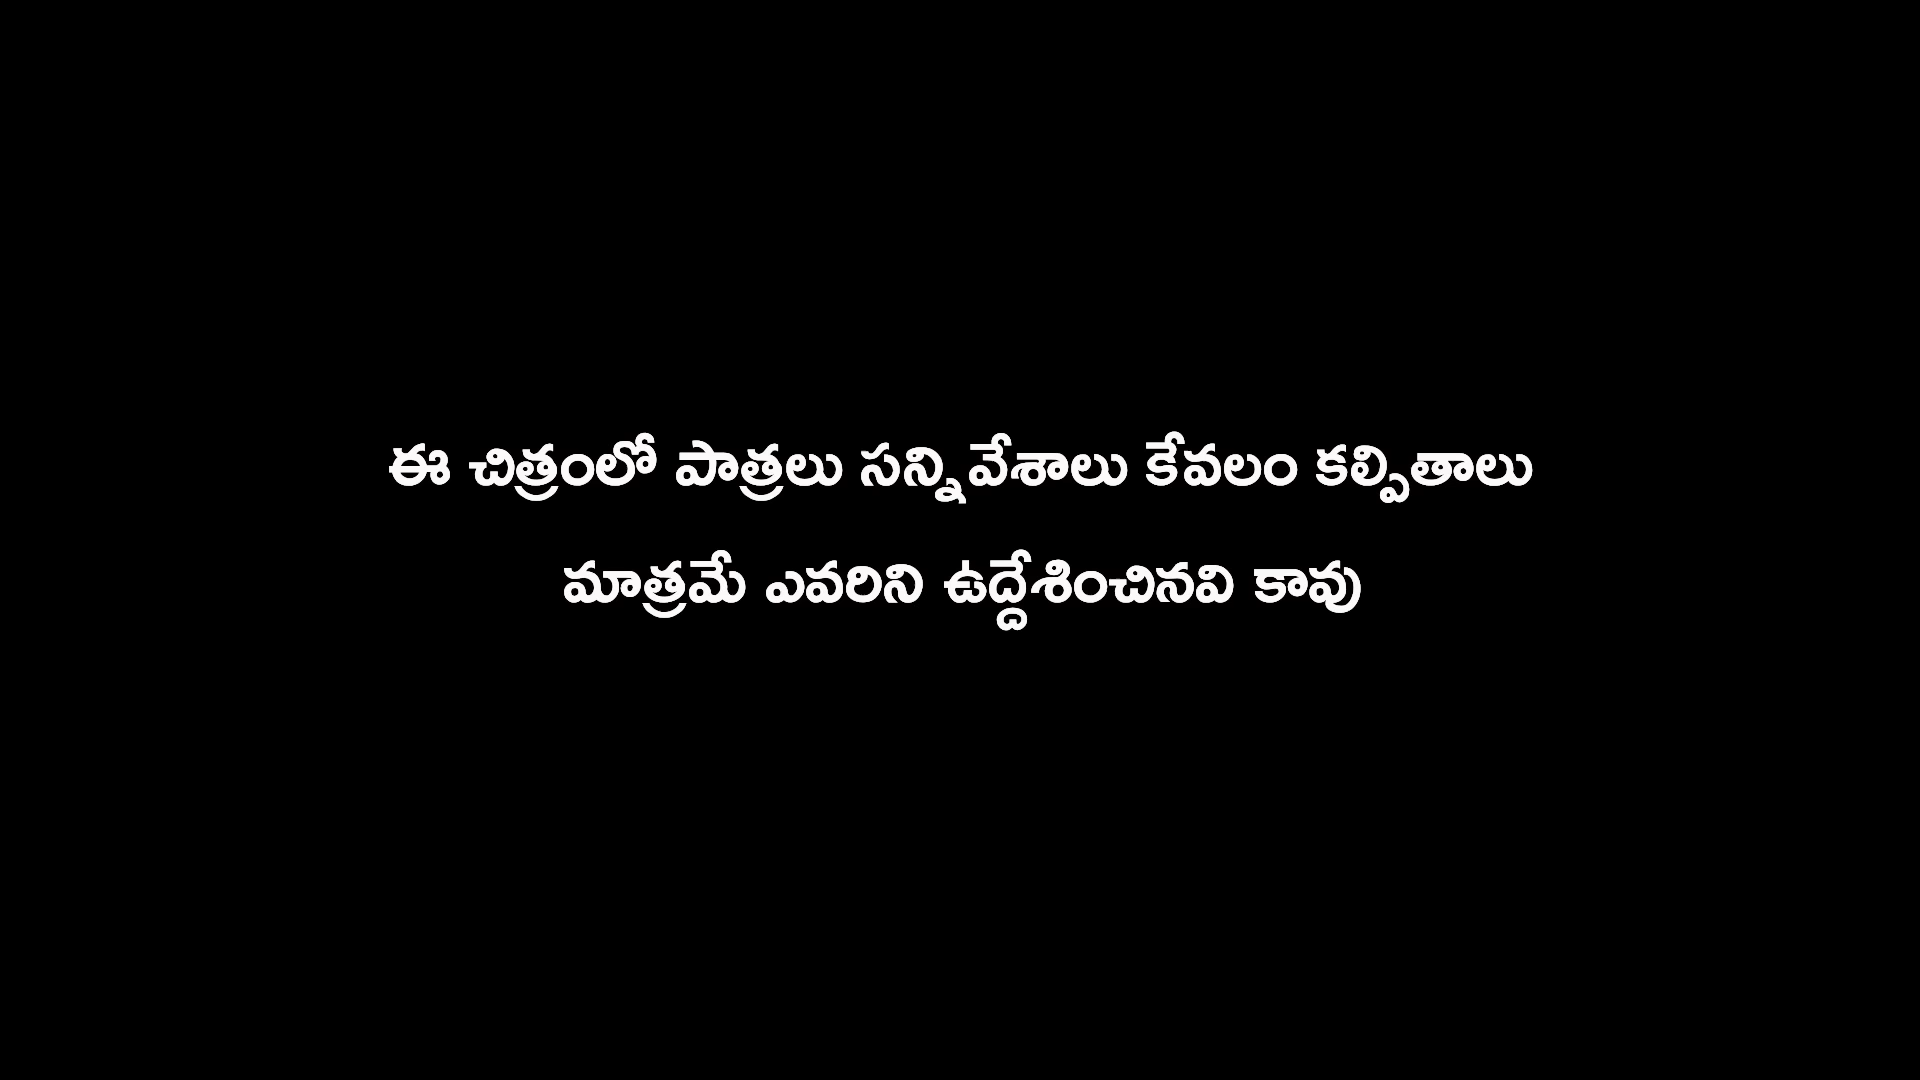 ఈ చిత్రంలో పాత్రలు సన్నివేశాలు కేవలం కల్పితాలు
మాత్రమే ఎవరిని ఉద్దేశించినవి కావు